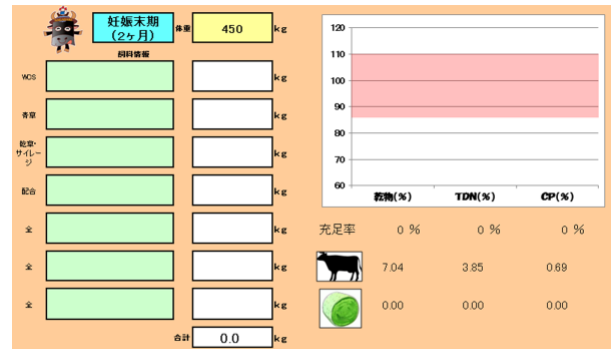 妊娠末期
(2ヶ月)
体重
450
kg
飼料情報
WCS
kg
青草
kg
乾草・
サイレー
ジ
kg
配合
kg
全
kg
全
kg
全
kg
合計
0.0
kg
120
110
100
90
80
70
60
乾物(%)
TDN(%)
CP(%)
充足率
0 %
0 %
0 %
7.04
3.85
0.69
0.00
0.00
0.00